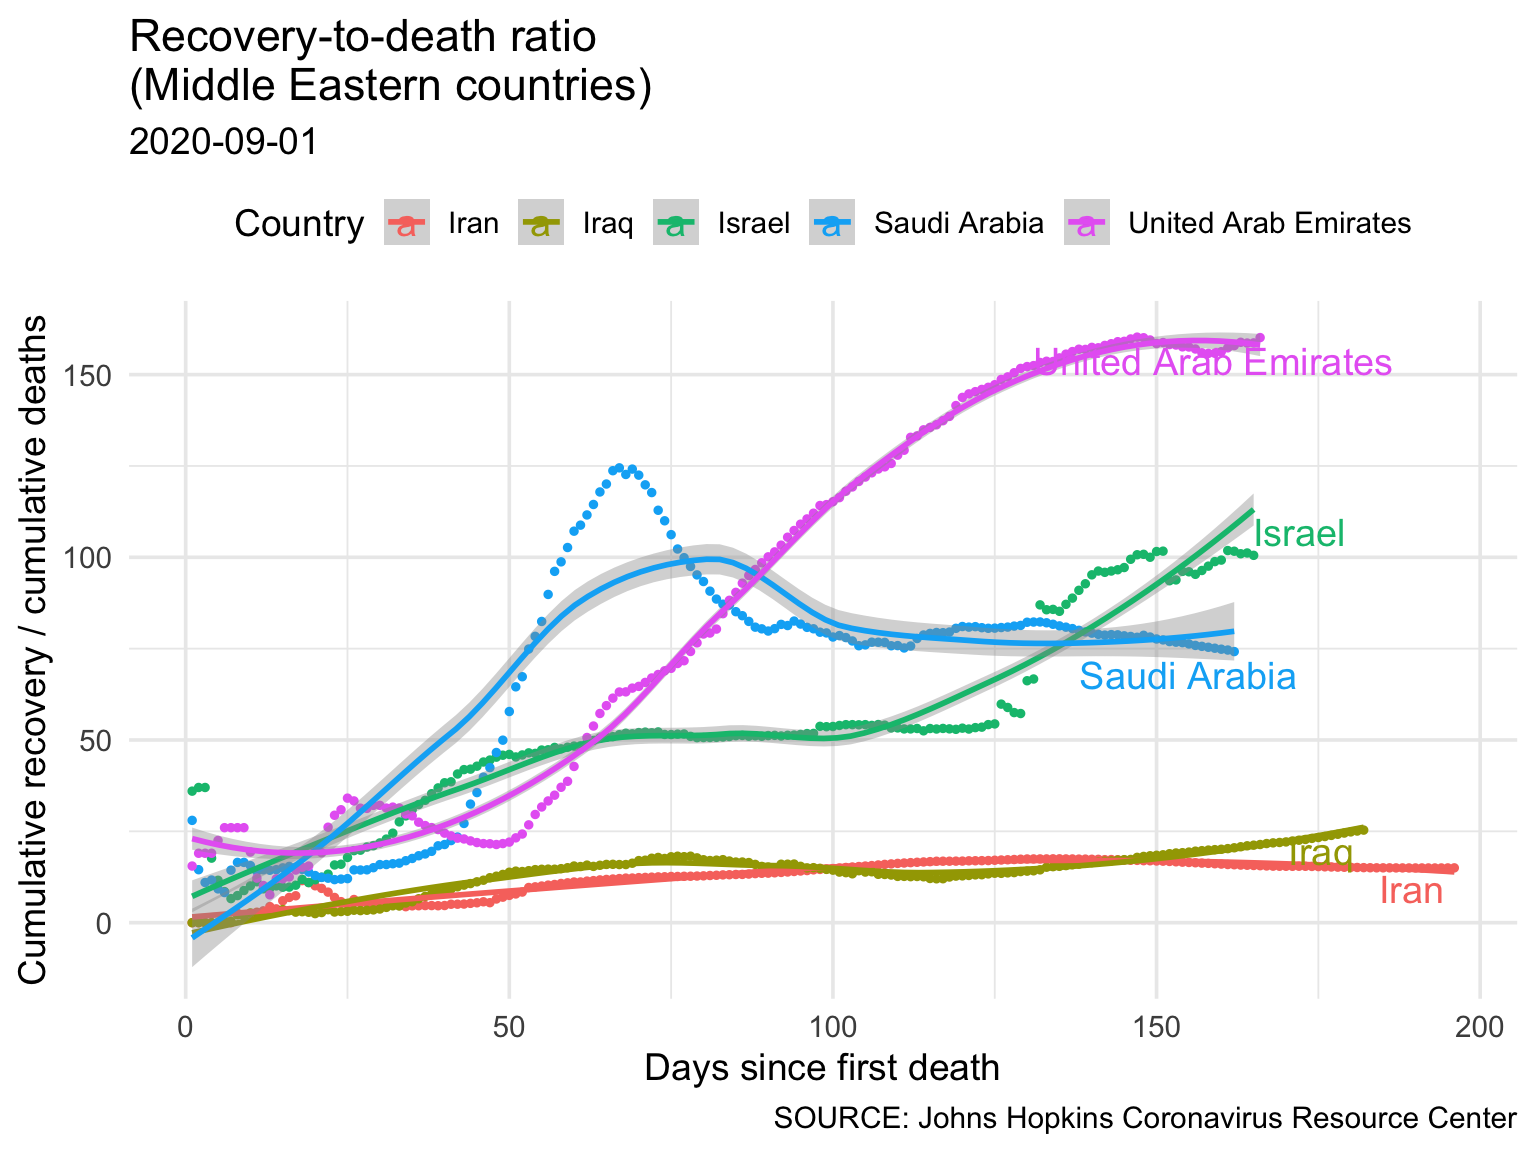 Recovery-to-death ratio
(Middle Eastern countries)
2020-09-01
Country a Iran a Iraq a Israel a Saudi Arabia a United Arab Emirates
Cumulative recovery / cumulative deaths
150
100
50
0
United Arab Emirates
Israel
Saudi Arabia
Iraq
Iran
0 50 100 150 200
Days since first death
SOURCE: Johns Hopkins Coronavirus Resource Center